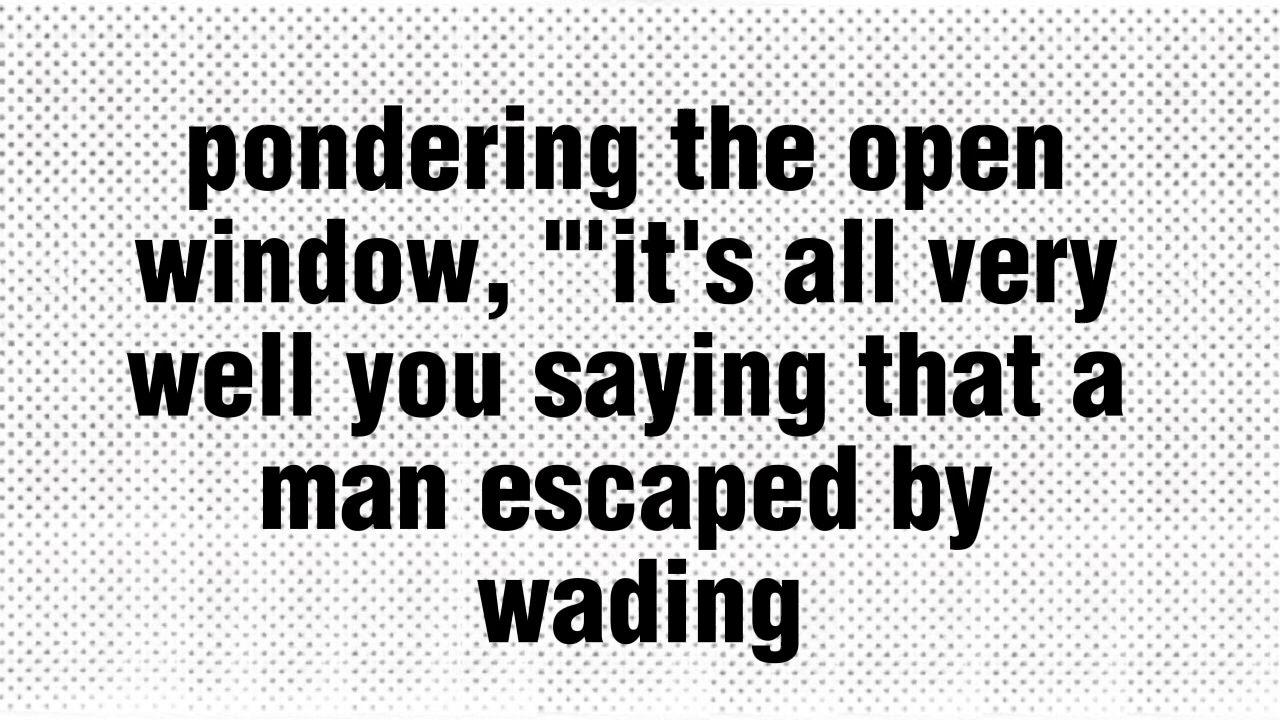 pondering the open
window, "'it's all very
well you saying that a
man escaped by
wading